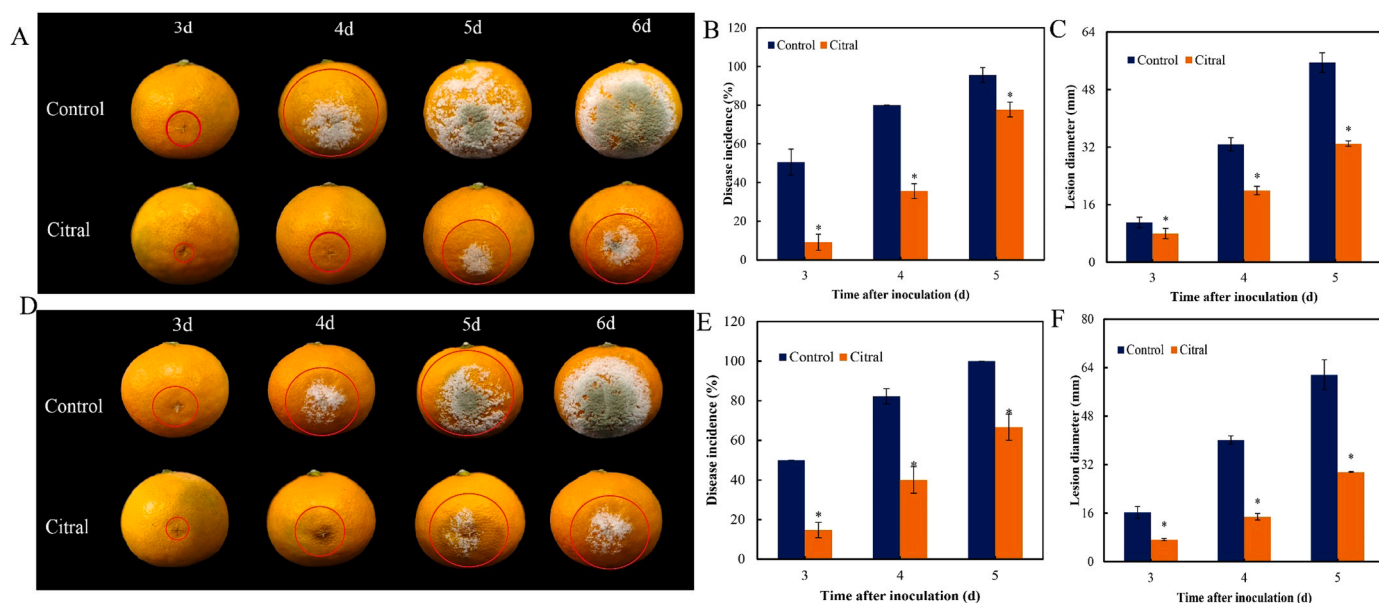 A
3d 4d 5d 6d
Control
Citral
B
120
100
80
60
40
20
0
Disease incidence (%)
Control Citral
*
*
*
3 4 5
Time after inoculation (d)
C
64
48
32
16
0
Lesion diameter (mm)
Control Citral
*
*
*
3 4 5
Time after inoculation (d)
D
3d 4d 5d 6d
Control
Citral
E
120
100
80
60
40
20
0
Disease incidence (%)
Control Citral
*
*
*
3 4 5
Time after inoculation (d)
F
80
64
48
32
16
0
Lesion diameter (mm)
Control Citral
*
*
*
3 4 5
Time after inoculation (d)